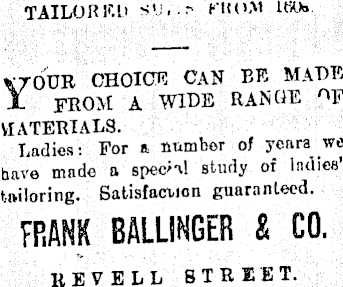 TAILORED SUITS FROM 160s.
YOUR CHOICE CAN BE MADE
FROM A WIDE RANGE OF
MATERIALS.
Ladies: For a number of years we
have made a special study of ladies'
tailoring. Satisfaction guaranteed.
FRANK BALLINGER & CO.
REVELL STREET.